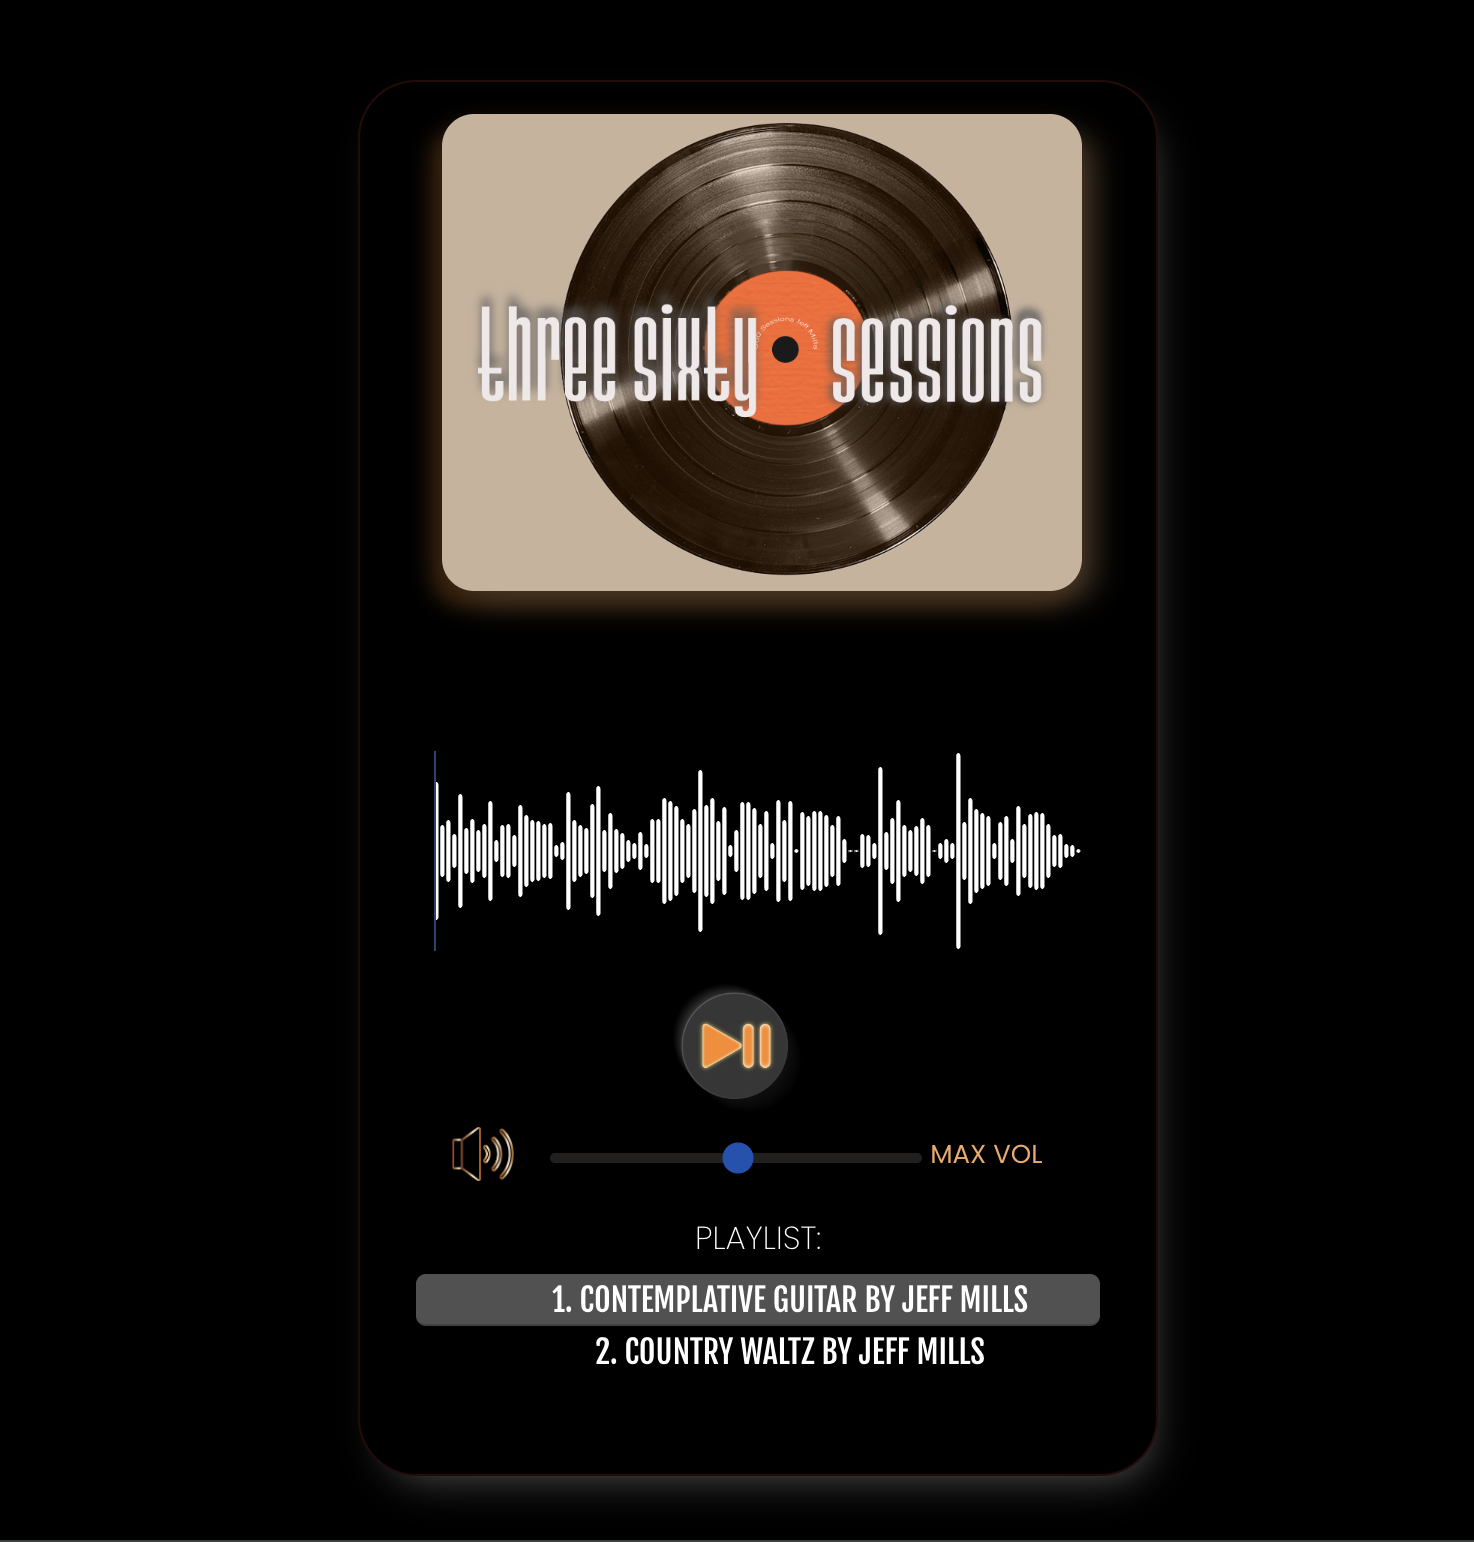 three sixty sessions
Sessions Jeff Mills
MAX VOL
PLAYLIST:
1. CONTEMPLATIVE GUITAR BY JEFF MILLS
2. COUNTRY WALTZ BY JEFF MILLS